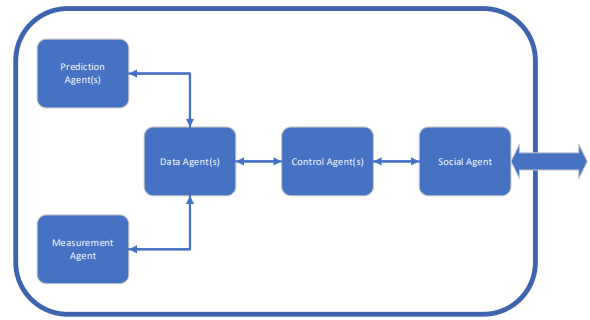 Prediction
Agent(s)
Data Agent(s)
Control Agent(s)
Social Agent
Measurement
Agent